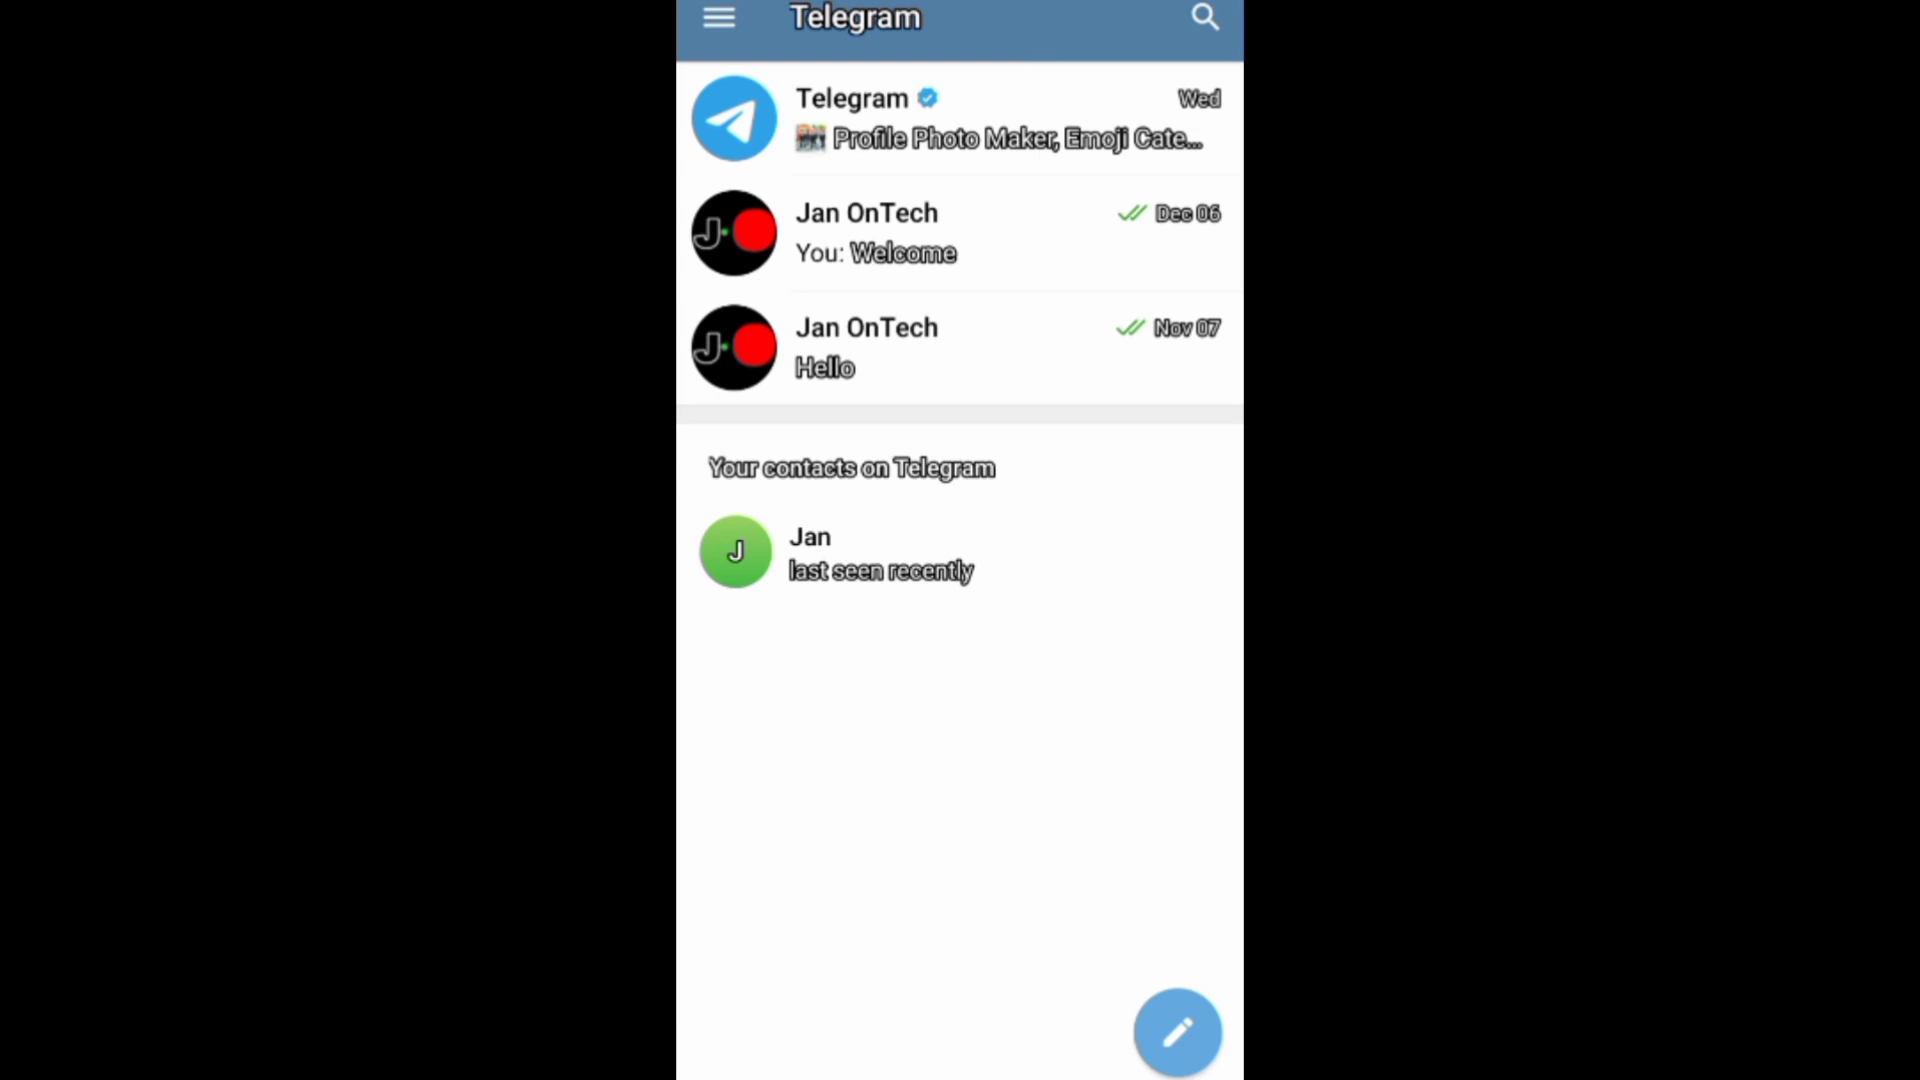 Telegram
Telegram Wed
Profile Photo Maker, Emoji Cate...
J
Jan OnTech Dec 06
You: Welcome
J
Jan OnTech Nov 07
Hello
Your contacts on Telegram
J
Jan
last seen recently